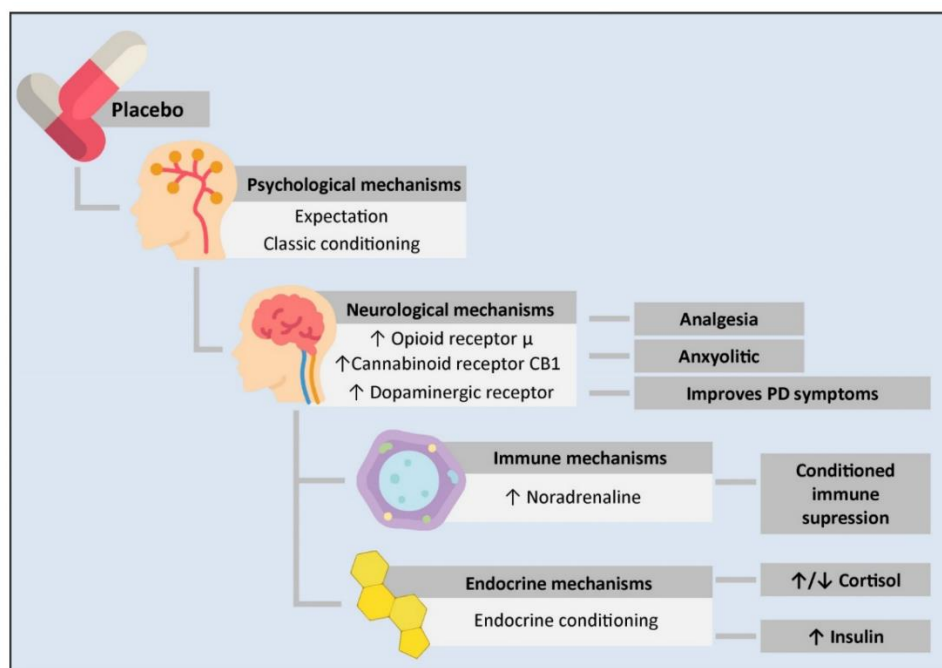 Placebo
Psychological mechanisms
Expectation
Classic conditioning
Neurological mechanisms
↑ Opioid receptor μ
↑Cannabinoid receptor CB1
↑ Dopaminergic receptor
Analgesia
Anxyolitic
Improves PD symptoms
Immune mechanisms
↑ Noradrenaline
Conditioned
immune
supression
Endocrine mechanisms
Endocrine conditioning
↑/↓ Cortisol
↑ Insulin